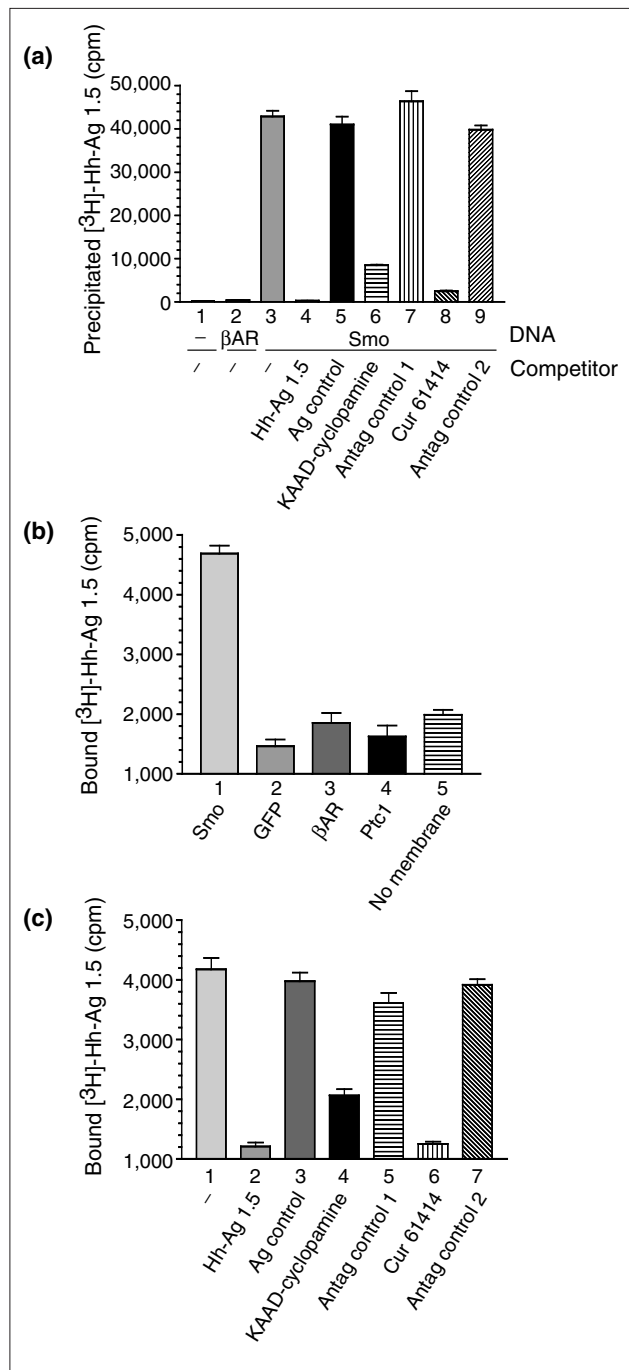 (a)
Precipitated [³H]-Hh-Ag 1.5 (cpm)
50,000
40,000
30,000
20,000
10,000
0
1 2 3 4 5 6 7 8 9
– βAR Smo DNA
– – – Hh-Ag 1.5 Ag control KAAD-cyclopamine Antag control 1 Cur 61414 Antag control 2 Competitor
(b)
Bound [³H]-Hh-Ag 1.5 (cpm)
5,000
4,000
3,000
2,000
1,000
1 2 3 4 5
Smo GFP βAR Ptc1 No membrane
(c)
Bound [³H]-Hh-Ag 1.5 (cpm)
5,000
4,000
3,000
2,000
1,000
1 2 3 4 5 6 7
– Hh-Ag 1.5 Ag control KAAD-cyclopamine Antag control 1 Cur 61414 Antag control 2